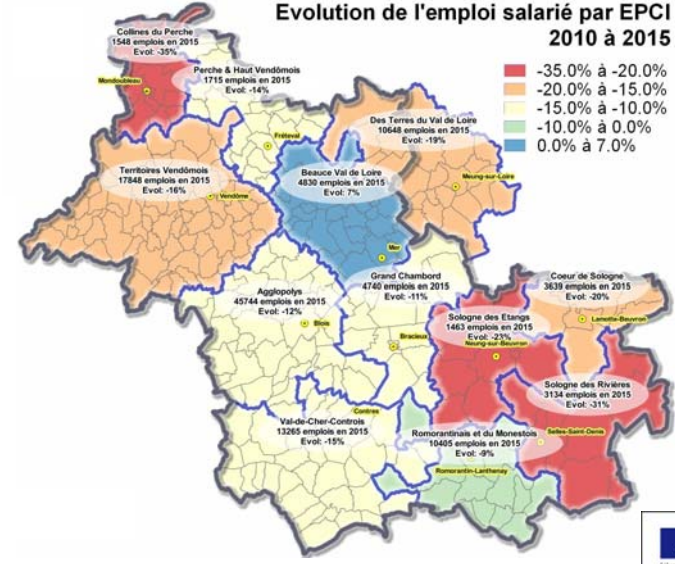 Evolution de l'emploi salarié par EPCI
2010 à 2015
-35.0% à -20.0%
-20.0% à -15.0%
-15.0% à -10.0%
-10.0% à 0.0%
0.0% à 7.0%
Collines du Perche
1548 emplois en 2015
Evol: -35%
Mondoubleau
Perche & Haut Vendômois
1715 emplois en 2015
Evol: -14%
Fréteval
Des Terres du Val de Loire
10648 emplois en 2015
Evol: -19%
Meung-sur-Loire
Territoires Vendômois
17848 emplois en 2015
Evol: -16%
Vendôme
Beauce Val de Loire
4830 emplois en 2015
Evol: 7%
Mer
Grand Chambord
4740 emplois en 2015
Evol: -11%
Bracieux
Coeur de Sologne
3639 emplois en 2015
Evol: -20%
Lamotte-Beuvron
Agglopolys
45744 emplois en 2015
Evol: -12%
Blois
Sologne des Etangs
1463 emplois en 2015
Evol: -23%
Neung-sur-Beuvron
Sologne des Rivières
3134 emplois en 2015
Evol: -31%
Selles-Saint-Denis
Contres
Val-de-Cher-Controis
13265 emplois en 2015
Evol: -15%
Romorantinais et du Monestois
10405 emplois en 2015
Evol: -9%
Romorantin-Lanthenay